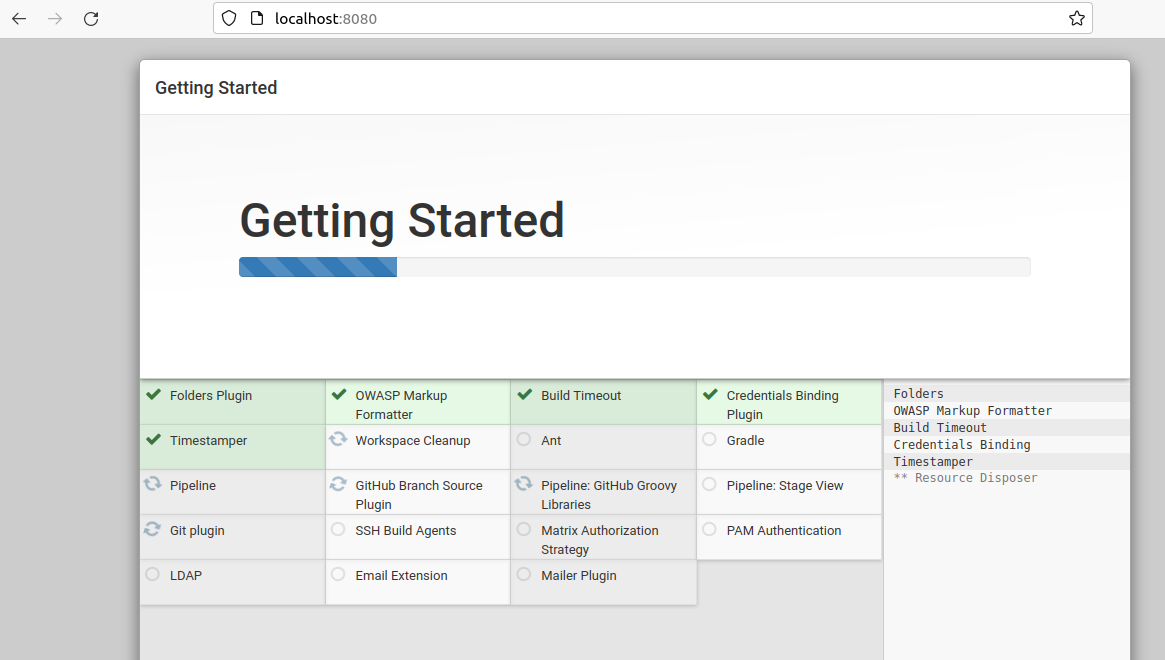 localhost:8080
Getting Started
Getting Started
Folders Plugin
OWASP Markup
Formatter
Build Timeout
Credentials Binding
Plugin
Timestamper
Workspace Cleanup
Ant
Gradle
Pipeline
GitHub Branch Source
Plugin
Pipeline: GitHub Groovy
Libraries
Pipeline: Stage View
Git plugin
SSH Build Agents
Matrix Authorization
Strategy
PAM Authentication
LDAP
Email Extension
Mailer Plugin
Folders
OWASP Markup Formatter
Build Timeout
Credentials Binding
Timestamper
** Resource Disposer